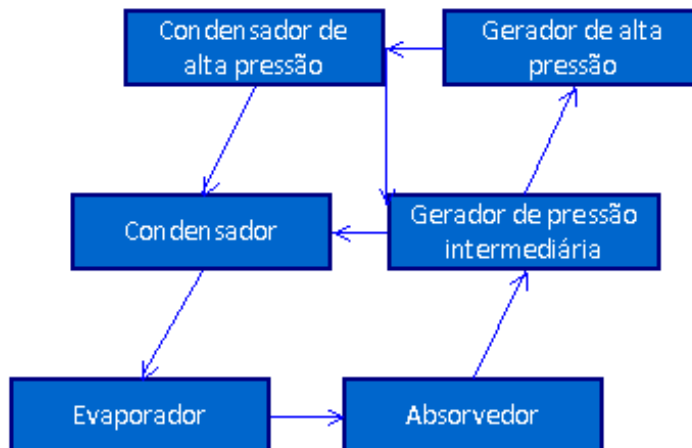 Condensador de
alta pressão
Gerador de alta
pressão
Condensador
Gerador de pressão
intermediária
Evaporador
Absorvedor